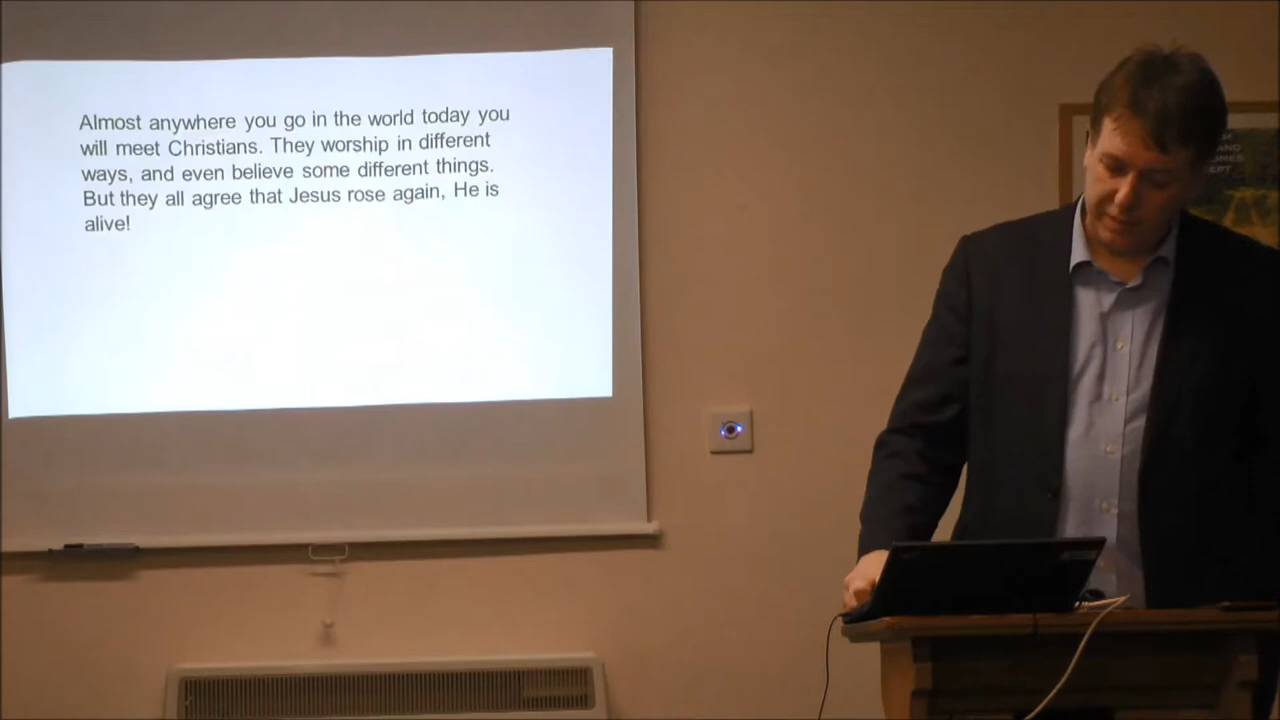 Almost anywhere you go in the world today you
will meet Christians. They worship in different
ways, and even believe some different things.
But they all agree that Jesus rose again, He is
alive!
AND